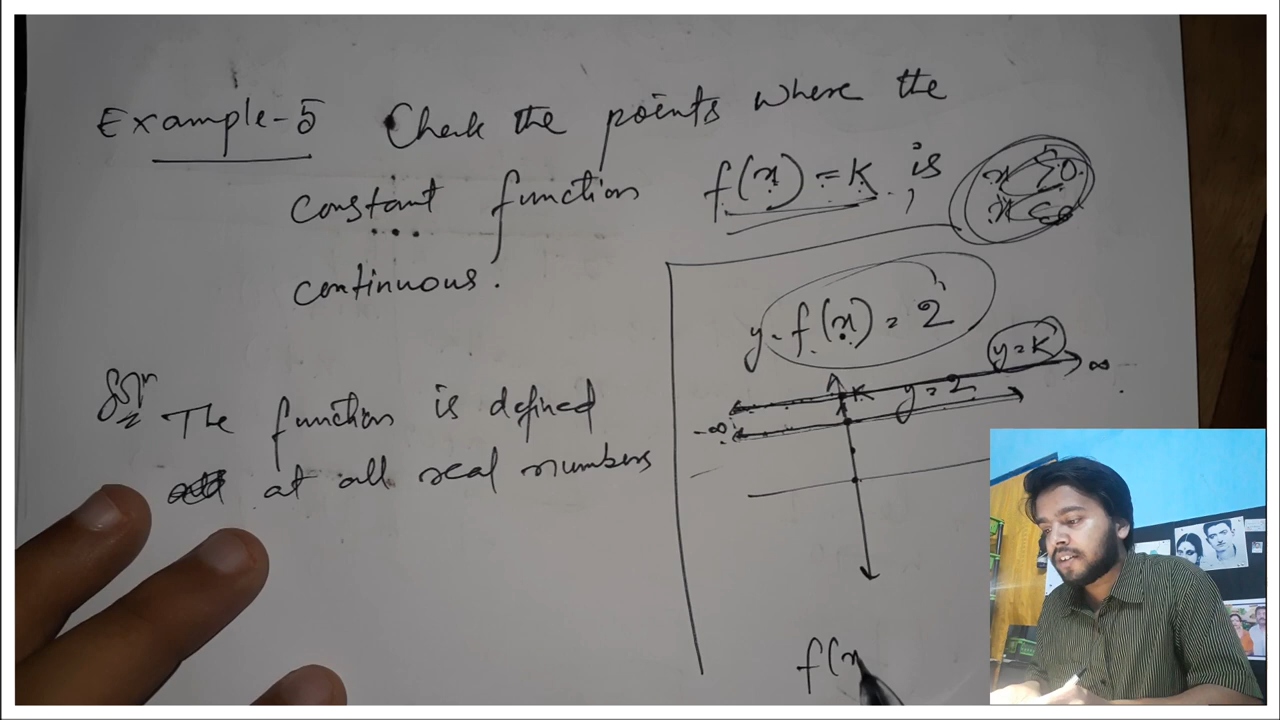 Example-5 Check the points where the
constant function f(x) = K, is
continuous.
x ≥ 0
x < 0
y = f(x) = 2
y = K
∞
K
y = 2
-∞
Solⁿ The function is defined
at all real numbers
f(x